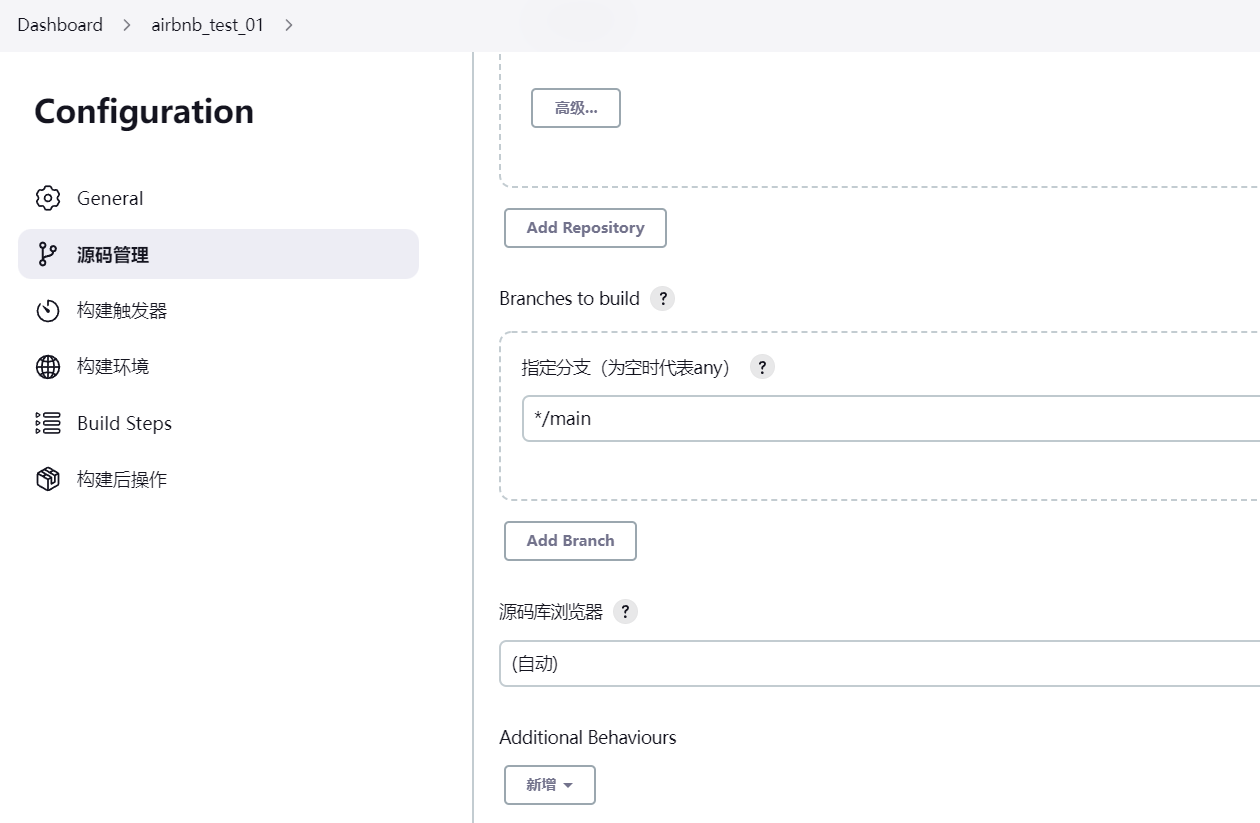 Dashboard > airbnb_test_01 >
Configuration
General
源码管理
构建触发器
构建环境
Build Steps
构建后操作
高级...
Add Repository
Branches to build ?
指定分支（为空时代表any） ?
*/main
Add Branch
源码库浏览器 ?
(自动)
Additional Behaviours
新增